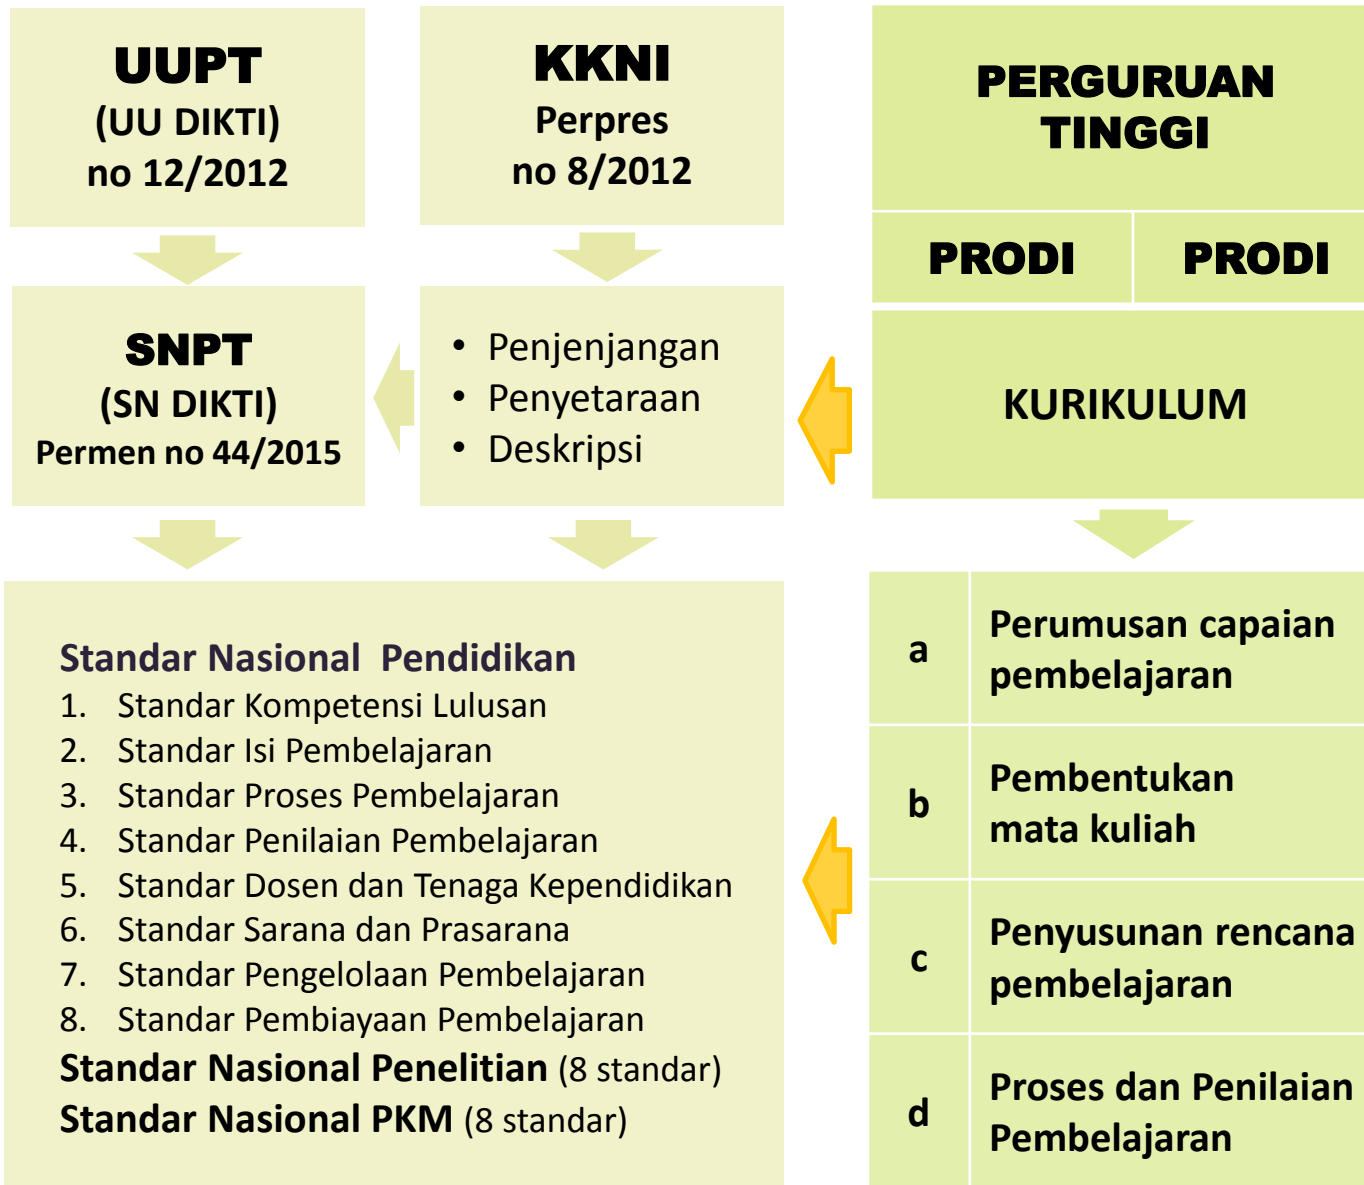 UUPT
(UU DIKTI)
no 12/2012
KKNI
Perpres
no 8/2012
PERGURUAN
TINGGI
PRODI
PRODI
SNPT
(SN DIKTI)
Permen no 44/2015
• Penjenjangan
• Penyetaraan
• Deskripsi
KURIKULUM
Standar Nasional Pendidikan
1. Standar Kompetensi Lulusan
2. Standar Isi Pembelajaran
3. Standar Proses Pembelajaran
4. Standar Penilaian Pembelajaran
5. Standar Dosen dan Tenaga Kependidikan
6. Standar Sarana dan Prasarana
7. Standar Pengelolaan Pembelajaran
8. Standar Pembiayaan Pembelajaran
Standar Nasional Penelitian (8 standar)
Standar Nasional PKM (8 standar)
a
Perumusan capaian
pembelajaran
b
Pembentukan
mata kuliah
c
Penyusunan rencana
pembelajaran
d
Proses dan Penilaian
Pembelajaran